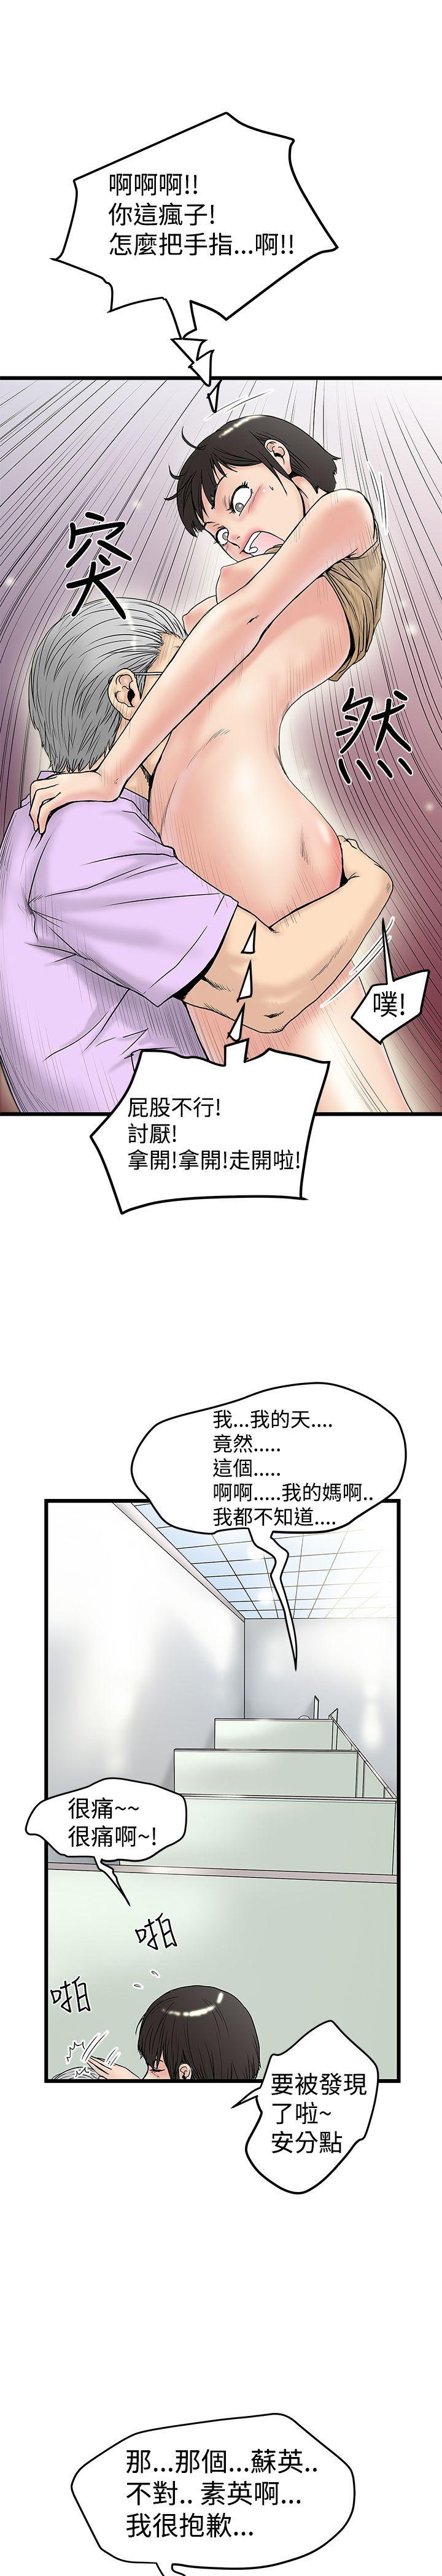 啊啊啊!!
你這瘋子!
怎麼把手指...啊!!
突
然
噗!
屁股不行!
討厭!
拿開!拿開!走開啦!
我...我的天....
竟然.....
這個.....
啊啊.....我的媽啊..
我都不知道....
很痛~~
很痛啊~!
啪
啪
要被發現
了啦~
安分點
那...那個...蘇英..
不對.. 素英啊...
我很抱歉...